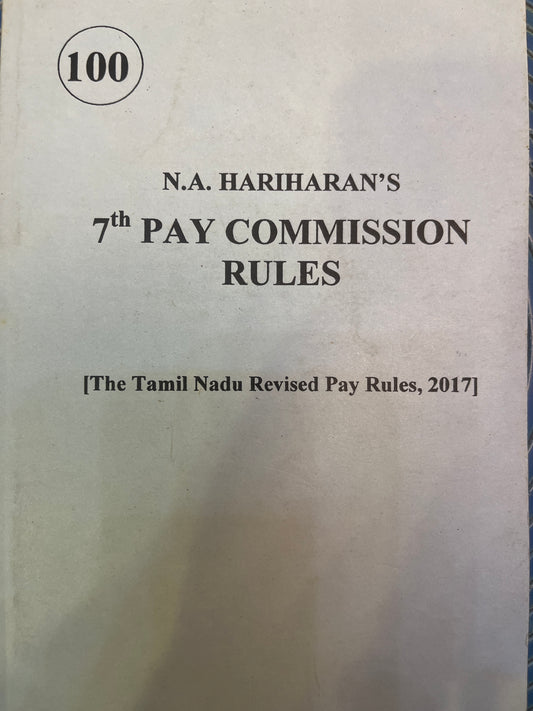 100
N.A. HARIHARAN'S
7th PAY COMMISSION
RULES
[The Tamil Nadu Revised Pay Rules, 2017]